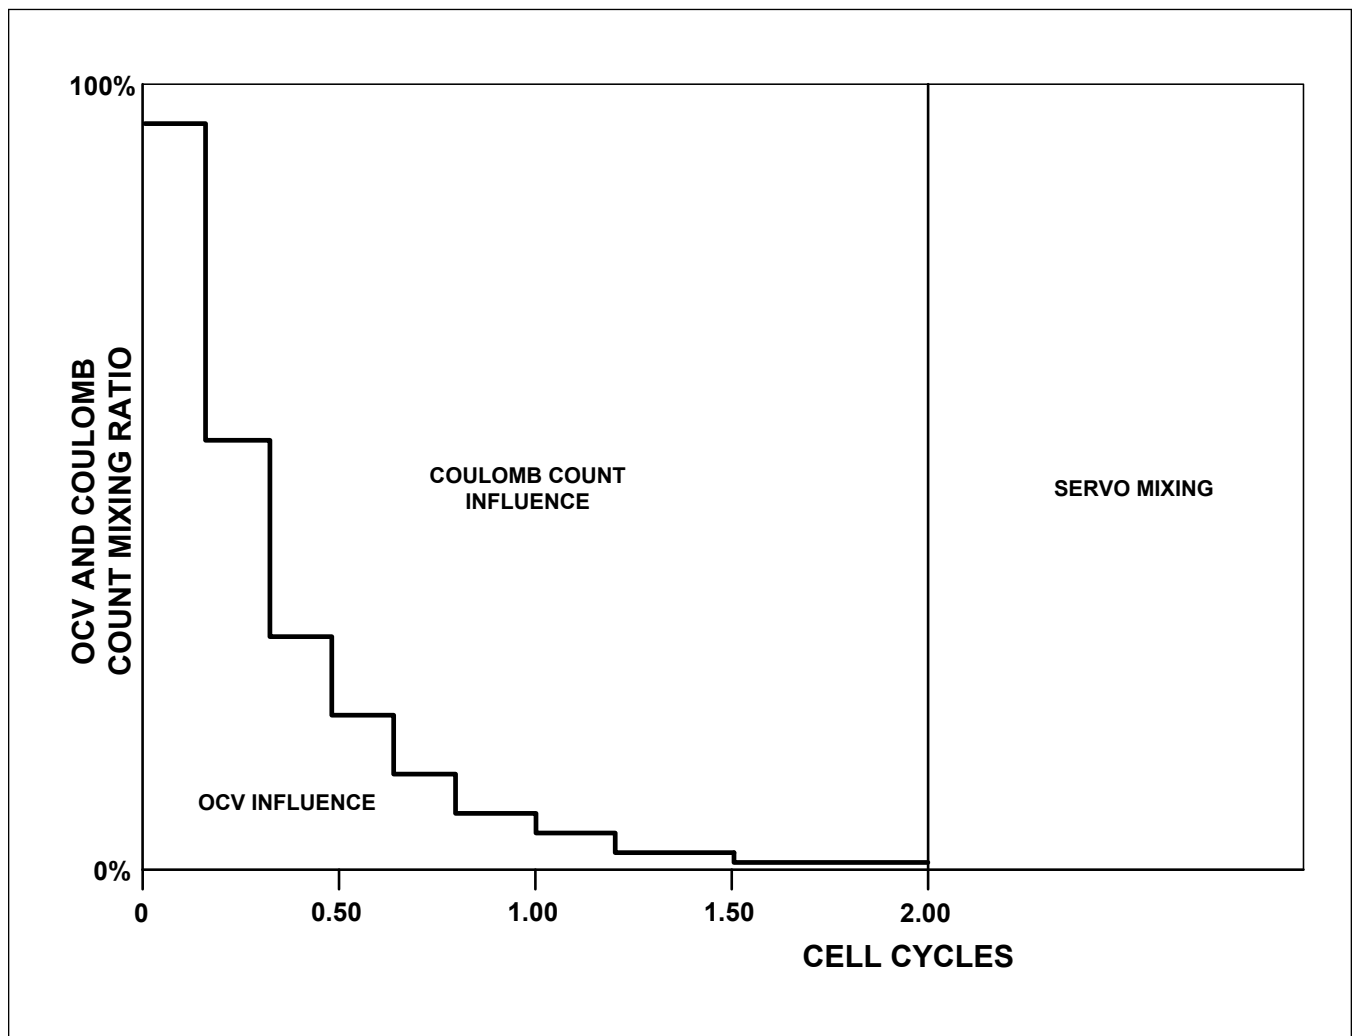 100%
OCV AND COULOMB
COUNT MIXING RATIO
COULOMB COUNT
INFLUENCE
SERVO MIXING
OCV INFLUENCE
0%
0
0.50
1.00
1.50
2.00
CELL CYCLES